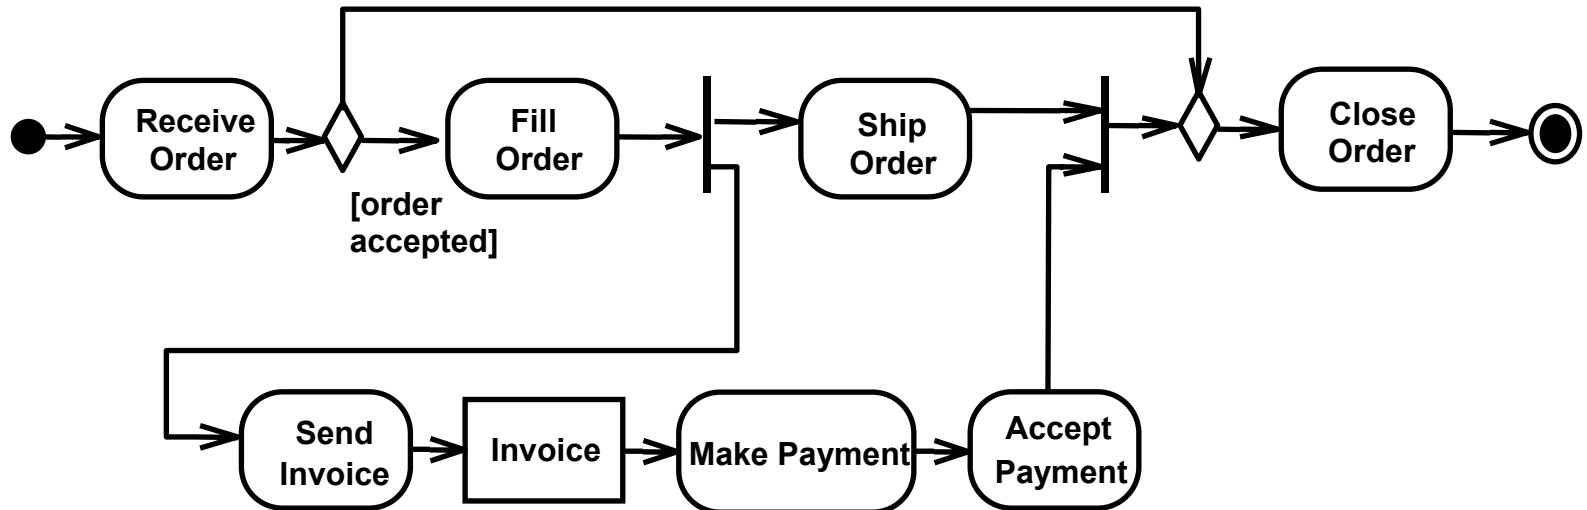 Receive
Order
[order
accepted]
Fill
Order
Ship
Order
Close
Order
Send
Invoice
Invoice
Make Payment
Accept
Payment